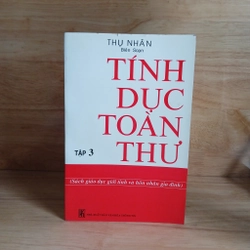 THỤ NHÂN
Biên Soạn
TÍNH
DỤC
TOÀN
TẬP 3
THƯ
(Sách giáo dục giới tính và hôn nhân gia đình)